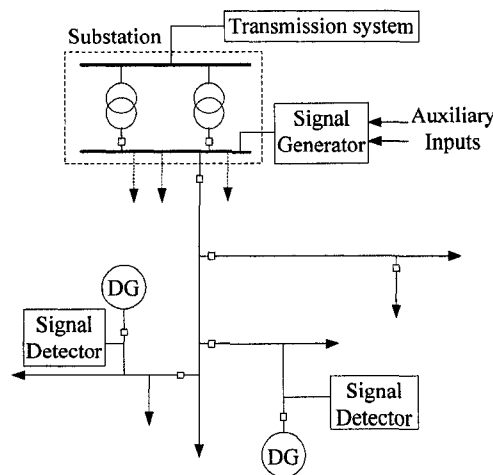 Substation
Transmission system
Signal
Generator
Auxiliary
Inputs
DG
Signal
Detector
Signal
Detector
DG